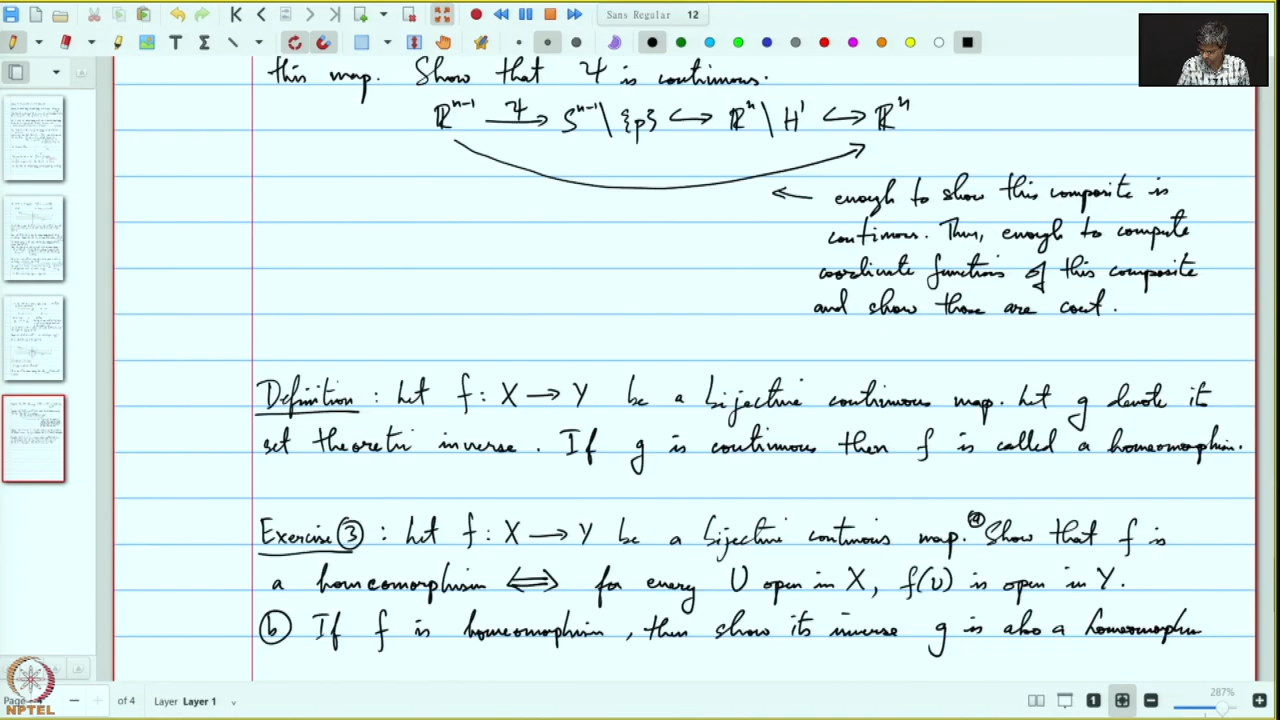 Sans Regular 12
this map. Show that Ψ is continuous.
ℝⁿ⁻¹ —Ψ→ Sⁿ⁻¹ \ {p} ↔ ℝⁿ \ H' ↔ ℝⁿ
← enough to show this composite is
continuous. Thus, enough to compute
coordinate functions of this composite
and show those are cont.
Definition : Let f : X → Y be a bijective continuous map. Let g denote its
set theoretic inverse. If g is continuous then f is called a homeomorphism.
Exercise ③ : Let f : X → Y be a bijective continuous map. ⓐ Show that f is
a homeomorphism ⟺ for every U open in X, f(U) is open in Y.
ⓑ If f is homeomorphism, then show its inverse g is also a homeomorphism
Page 4 of 4 Layer Layer 1 287%
NPTEL